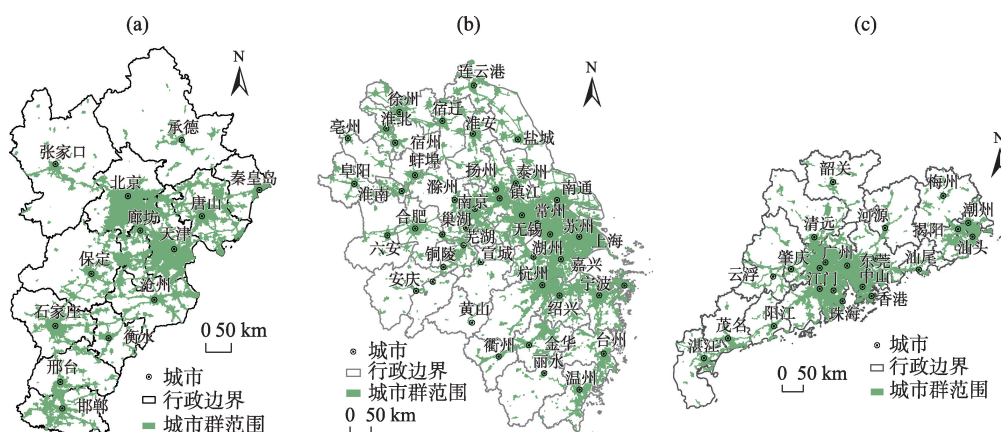 (a)
N
承德
张家口
北京
秦皇岛
唐山
廊坊
天津
保定
沧州
石家庄
衡水
0 50 km
邢台
邯郸
城市
行政边界
城市群范围
(b)
N
连云港
徐州
宿迁
淮北
淮安
亳州
盐城
宿州
蚌埠
扬州
泰州
阜阳
滁州
镇江
淮南
南京
南通
合肥
巢湖
常州
无锡
苏州
六安
芜湖
上海
铜陵
宣城
湖州
嘉兴
安庆
杭州
宁波
黄山
绍兴
衢州
金华
台州
丽水
温州
城市
行政边界
城市群范围
0 50 km
(c)
N
韶关
梅州
河源
潮州
清远
揭阳
广州
汕头
肇庆
东莞
汕尾
云浮
江门
中山
香港
阳江
珠海
茂名
湛江
城市
行政边界
0 50 km
城市群范围